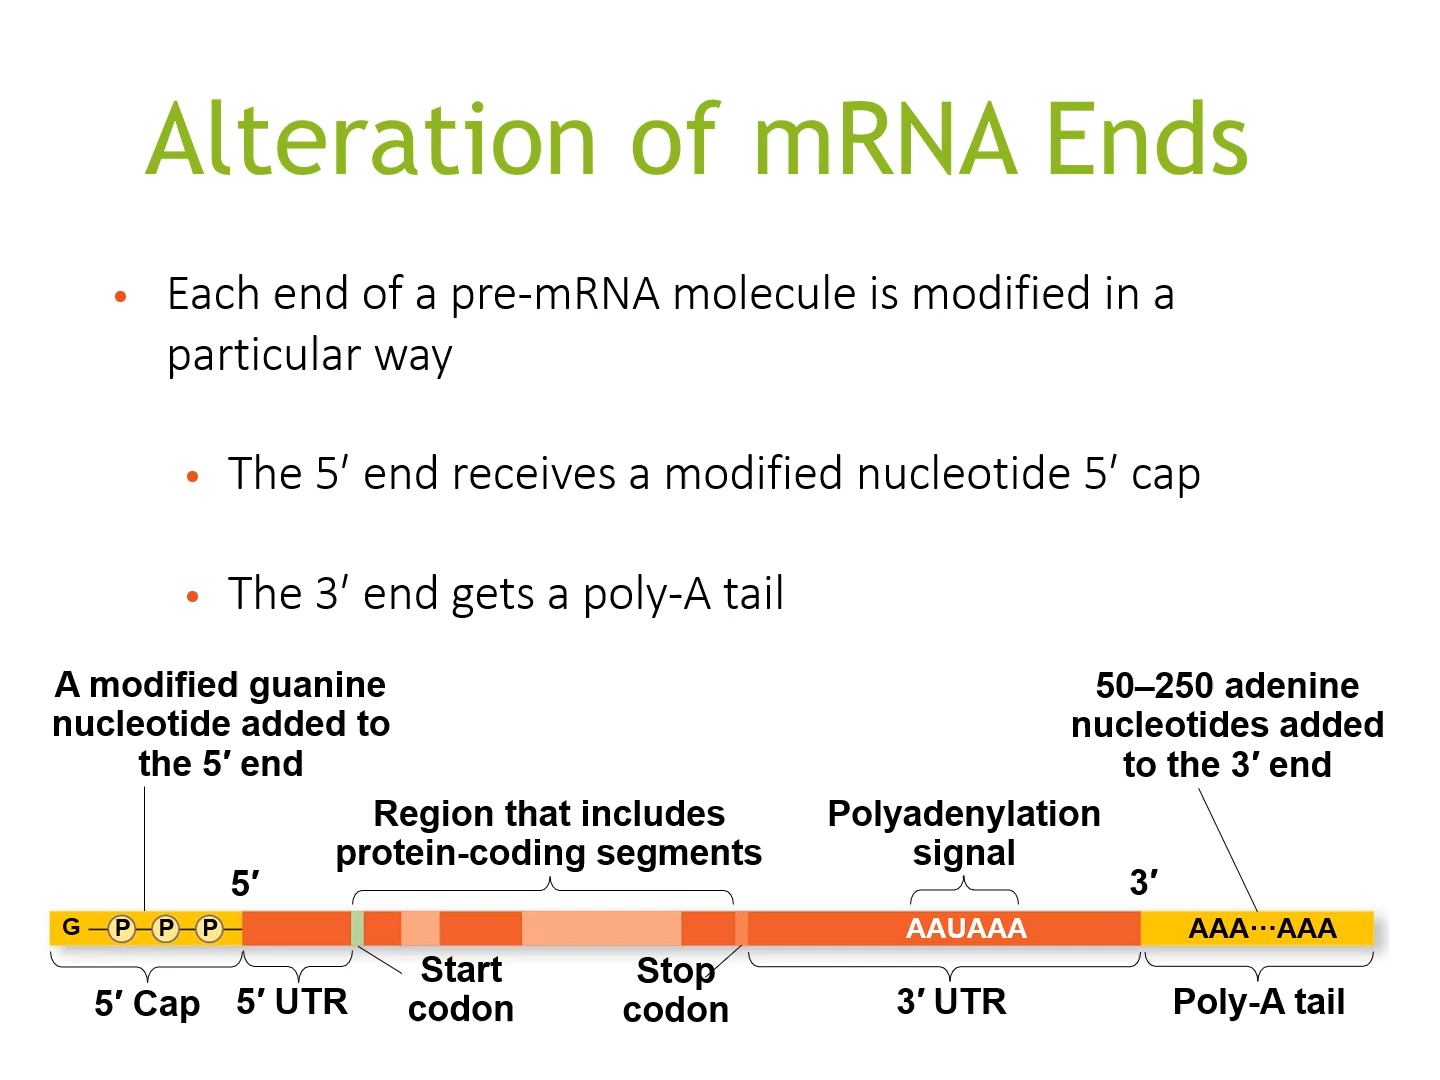 Alteration of mRNA Ends
• Each end of a pre-mRNA molecule is modified in a
particular way
• The 5′ end receives a modified nucleotide 5′ cap
• The 3′ end gets a poly-A tail
A modified guanine
nucleotide added to
the 5′ end
50–250 adenine
nucleotides added
to the 3′ end
Region that includes
protein-coding segments
Polyadenylation
signal
5′
3′
G P P P
AAUAAA
AAA···AAA
5′ Cap
5′ UTR
Start
codon
Stop
codon
3′ UTR
Poly-A tail